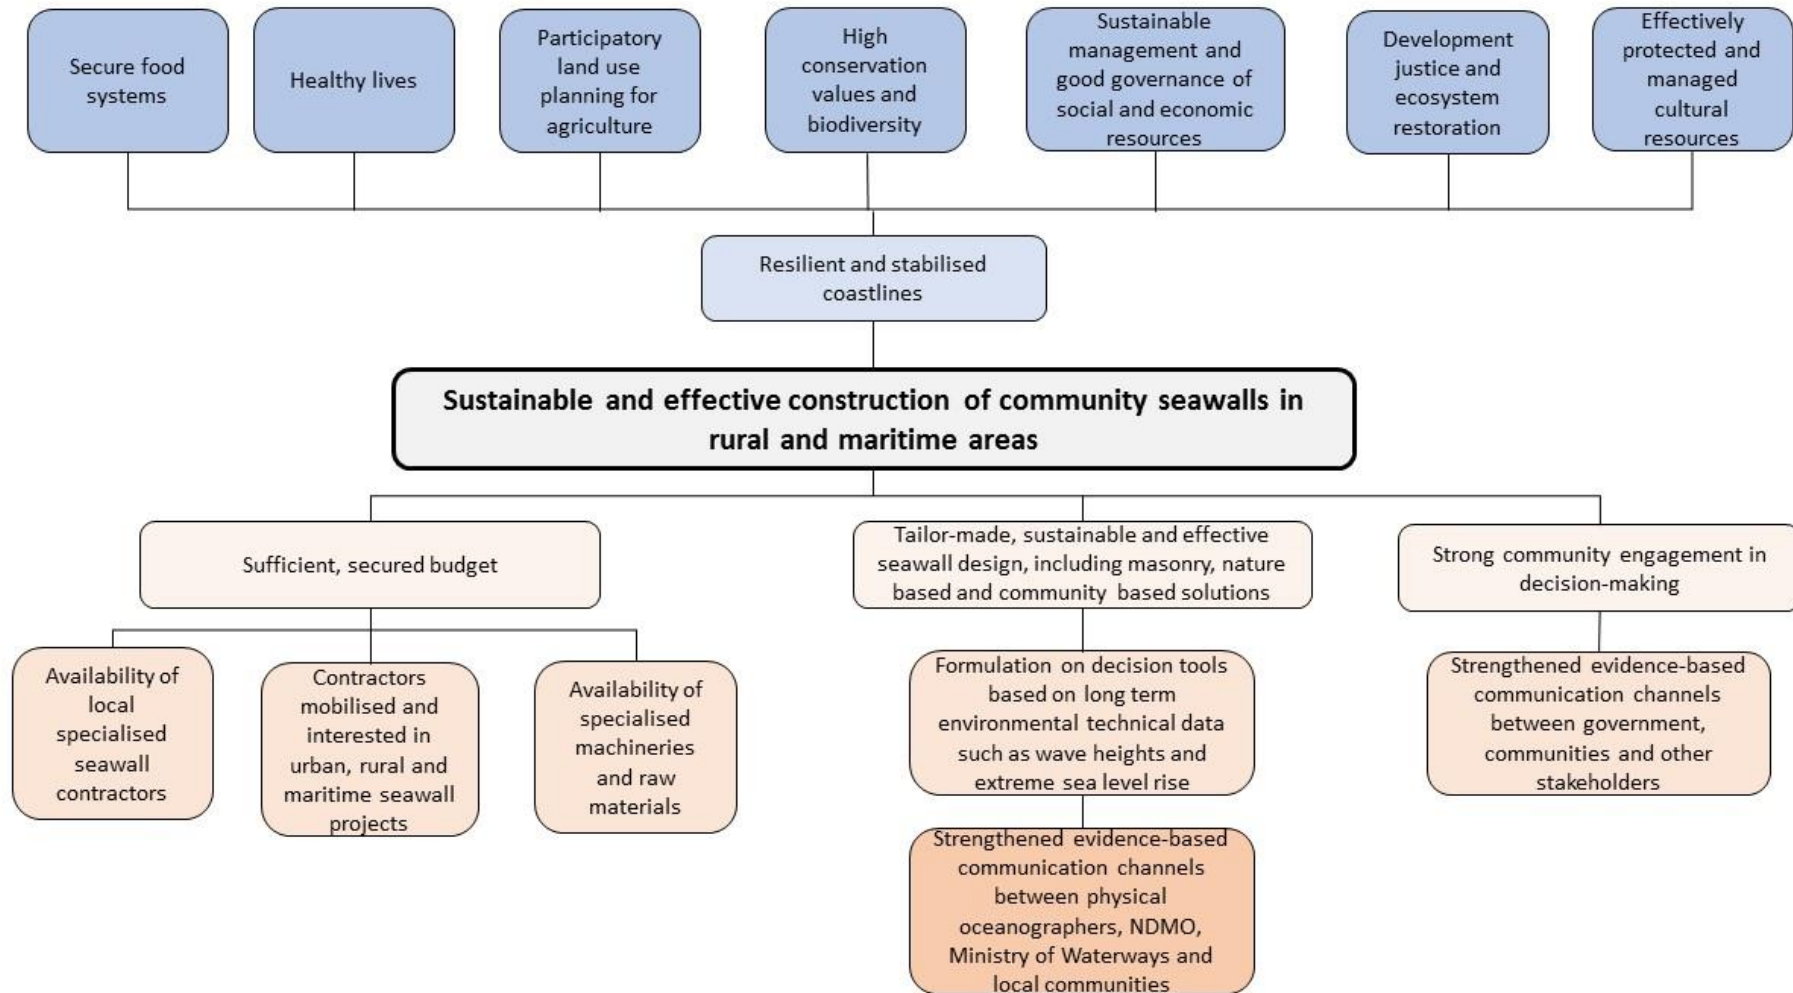 Secure food
systems
Healthy lives
Participatory
land use
planning for
agriculture
High
conservation
values and
biodiversity
Sustainable
management and
good governance of
social and economic
resources
Development
justice and
ecosystem
restoration
Effectively
protected and
managed
cultural
resources
Resilient and stabilised
coastlines
Sustainable and effective construction of community seawalls in
rural and maritime areas
Sufficient, secured budget
Tailor-made, sustainable and effective
seawall design, including masonry, nature
based and community based solutions
Strong community engagement in
decision-making
Availability of
local
specialised
seawall
contractors
Contractors
mobilised and
interested in
urban, rural and
maritime seawall
projects
Availability of
specialised
machineries
and raw
materials
Formulation on decision tools
based on long term
environmental technical data
such as wave heights and
extreme sea level rise
Strengthened evidence-based
communication channels
between government,
communities and other
stakeholders
Strengthened evidence-based
communication channels
between physical
oceanographers, NDMO,
Ministry of Waterways and
local communities